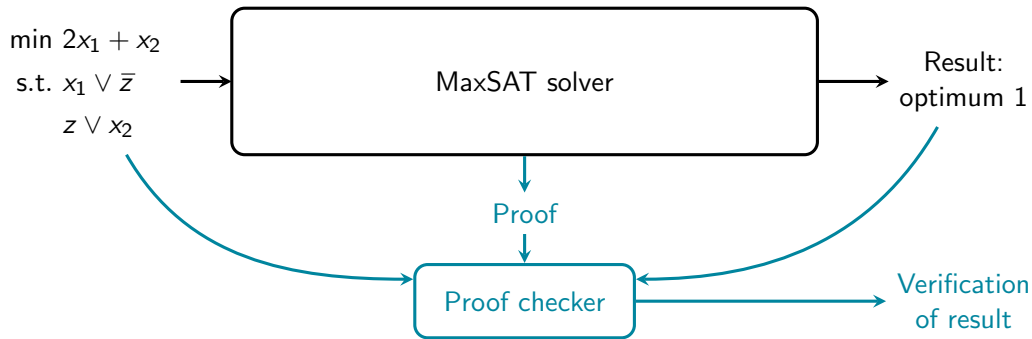 min 2x₁ + x₂
s.t. x₁ ∨ z̄
z ∨ x₂
MaxSAT solver
Result:
optimum 1
Proof
Proof checker
Verification
of result